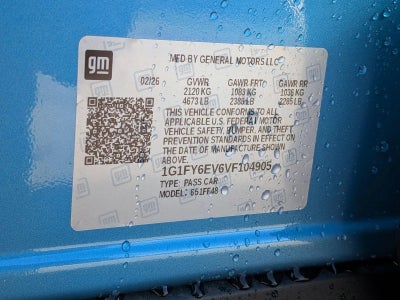 gm
MFD BY GENERAL MOTORS LLC
02/26 GVWR GAWR FRT GAWR RR
2120 KG 1083 KG 1036 KG
4673 LB 2388 LB 2285 LB
THIS VEHICLE CONFORMS TO ALL
APPLICABLE U.S. FEDERAL MOTOR
VEHICLE SAFETY, BUMPER, AND THEFT
PREVENTION STANDARDS IN EFFECT ON
THE DATE OF MANUFACTURE SHOWN
ABOVE.
1G1FY6EV6VF104905
TYPE: PASS CAR
MODEL: 651FF48